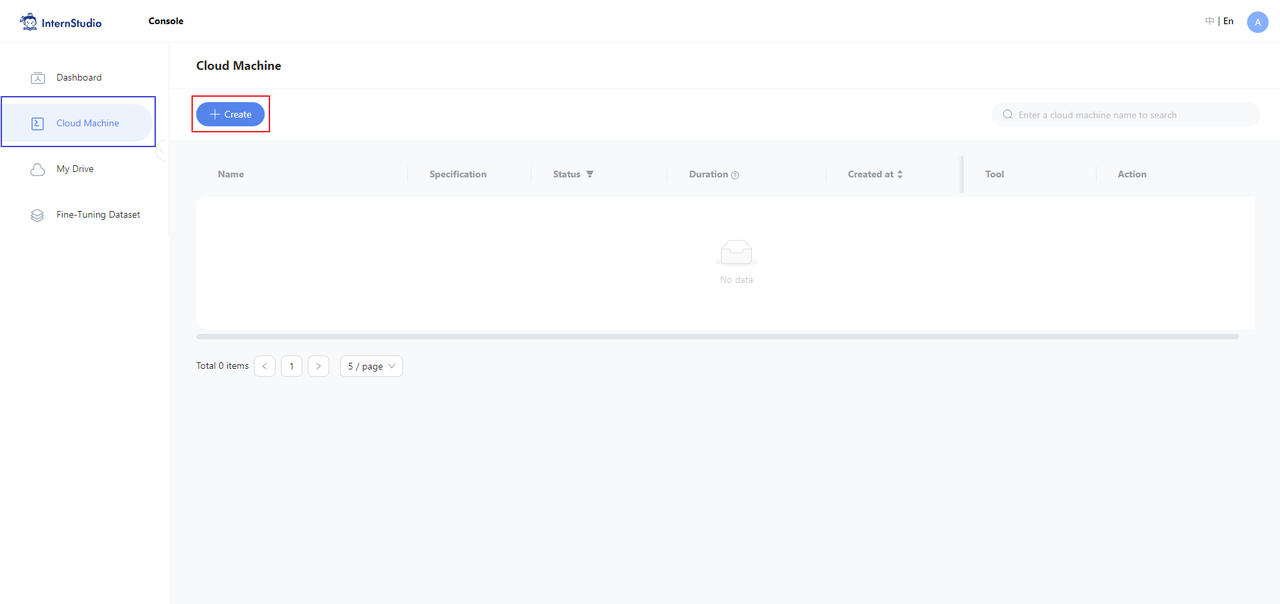 InternStudio
Console
中 | En
A
Dashboard
Cloud Machine
My Drive
Fine-Tuning Dataset
Cloud Machine
+ Create
Enter a cloud machine name to search
Name Specification Status Duration Created at Tool Action
No data
Total 0 items < 1 > 5 / page